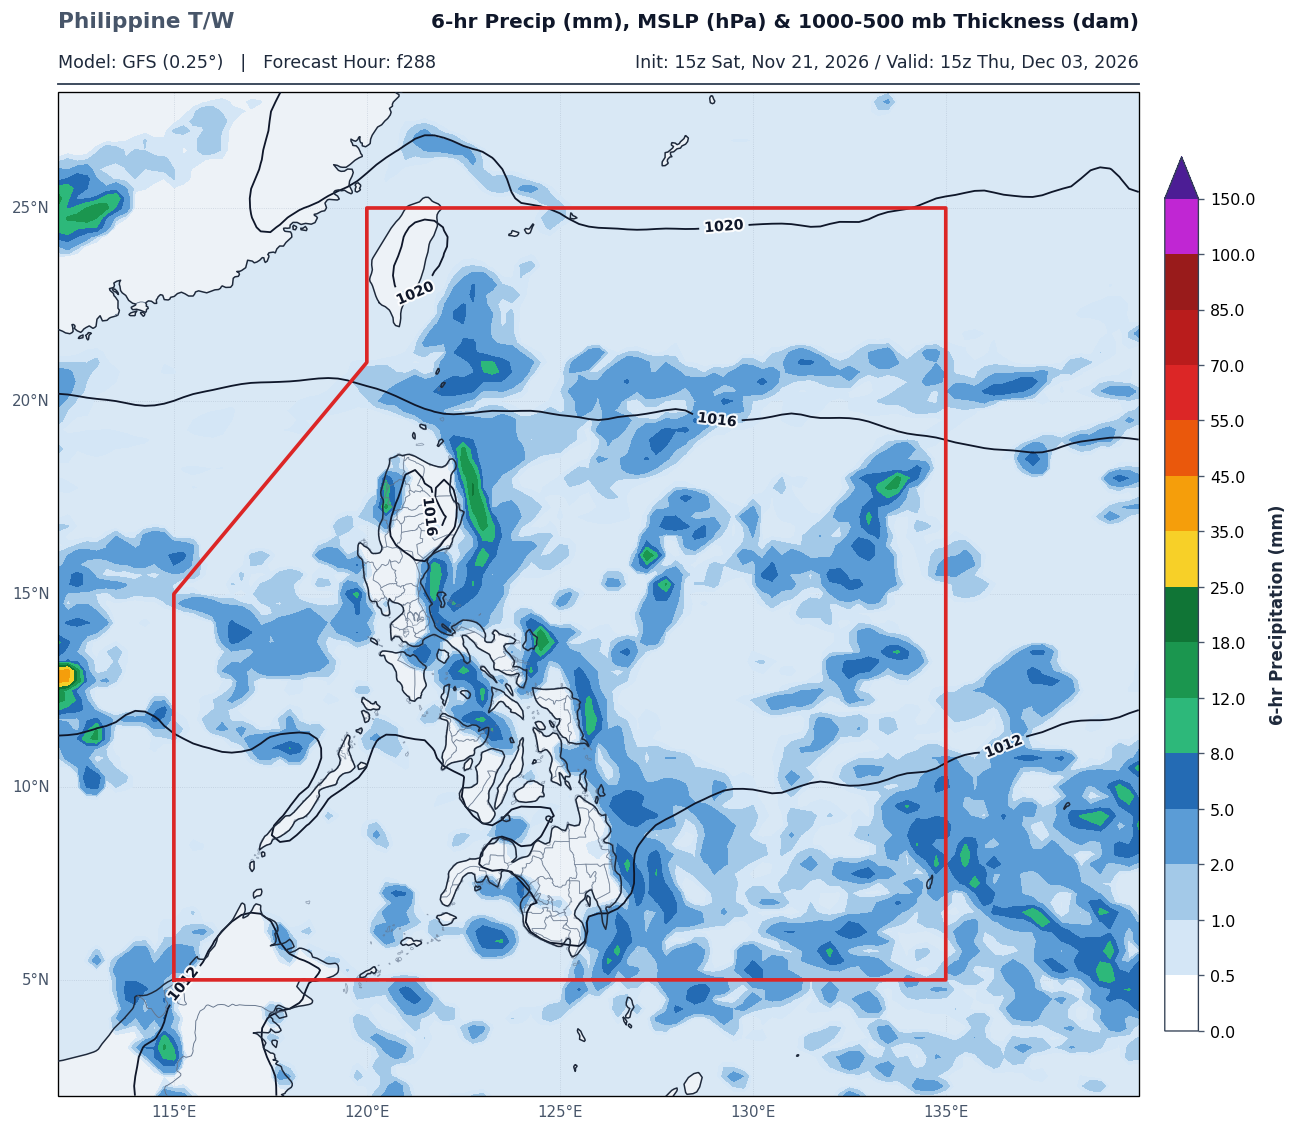 Philippine T/W
6-hr Precip (mm), MSLP (hPa) & 1000-500 mb Thickness (dam)
Model: GFS (0.25°) | Forecast Hour: f288
Init: 15z Sat, Nov 21, 2026 / Valid: 15z Thu, Dec 03, 2026
25°N
20°N
15°N
10°N
5°N
115°E
120°E
125°E
130°E
135°E
1020
1020
1016
1016
1012
1012
150.0
100.0
85.0
70.0
55.0
45.0
35.0
25.0
18.0
12.0
8.0
5.0
2.0
1.0
0.5
0.0
6-hr Precipitation (mm)